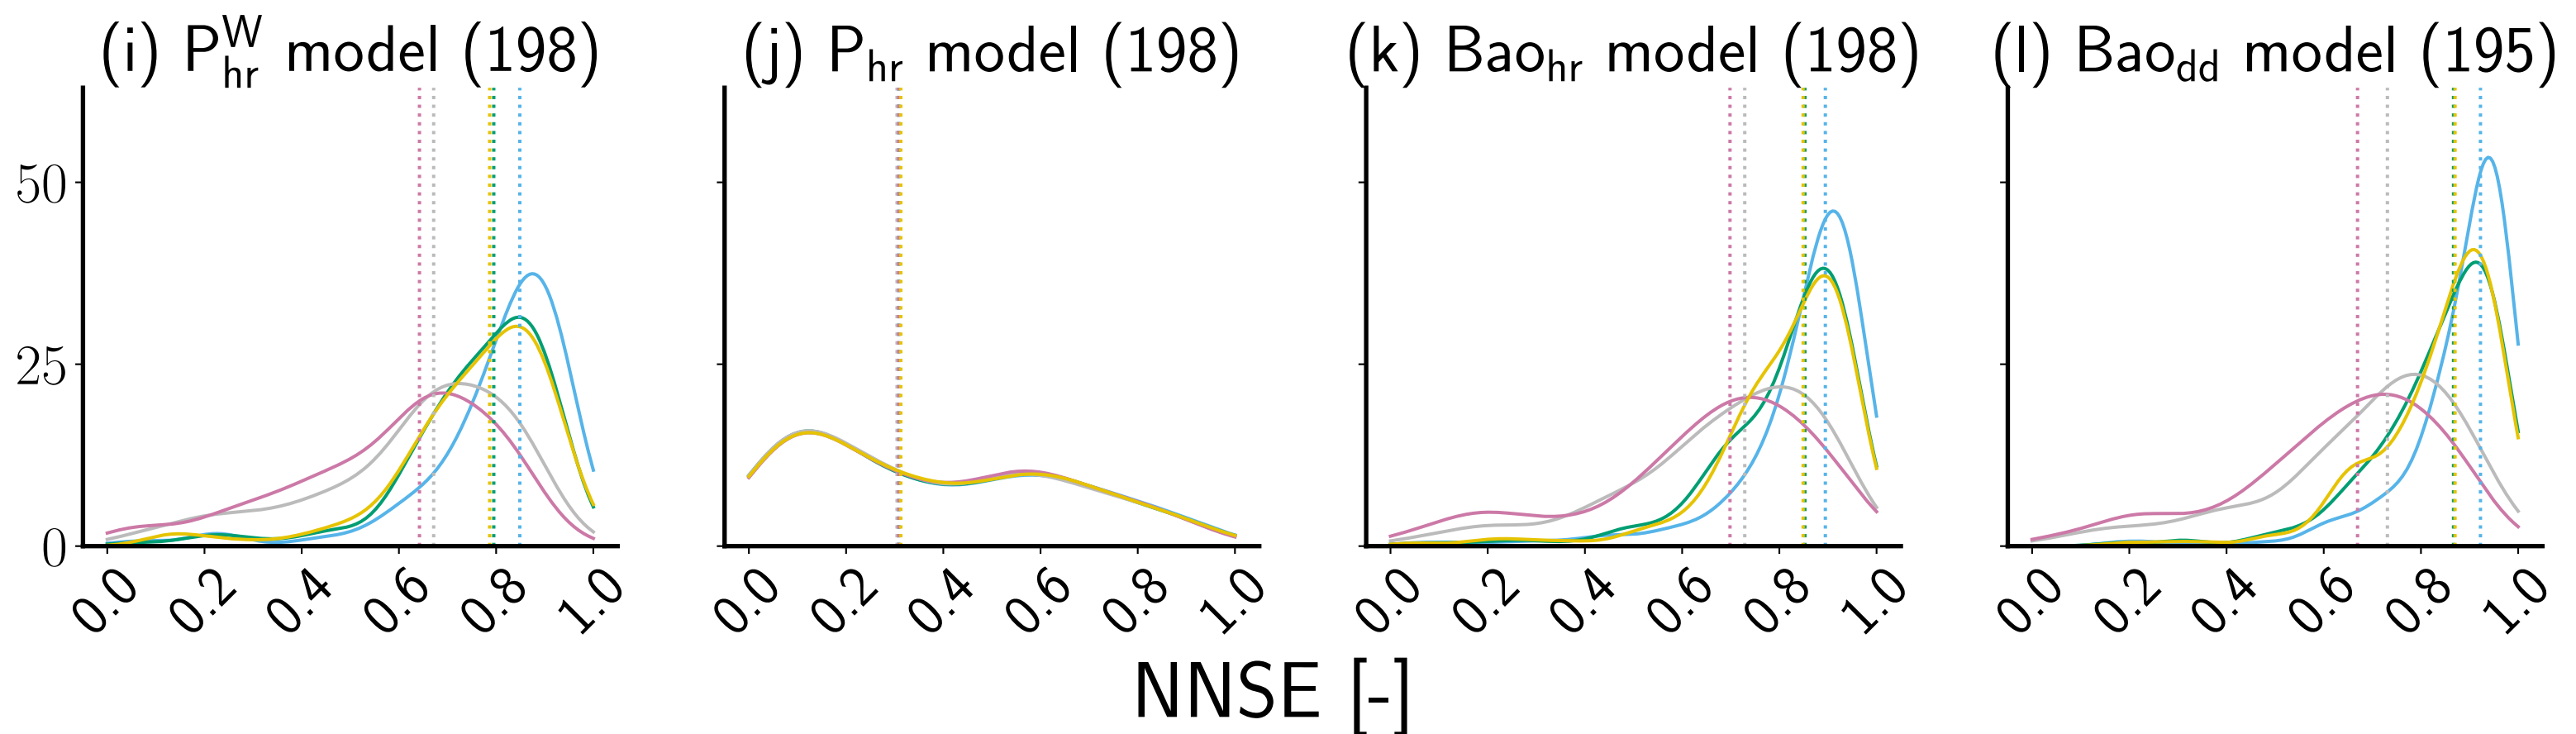 (i) P^W_hr model (198)
(j) P_hr model (198)
(k) Bao_hr model (198)
(l) Bao_dd model (195)
50
25
0
0.0 0.2 0.4 0.6 0.8 1.0
0.0 0.2 0.4 0.6 0.8 1.0
0.0 0.2 0.4 0.6 0.8 1.0
0.0 0.2 0.4 0.6 0.8 1.0
NNSE [-]